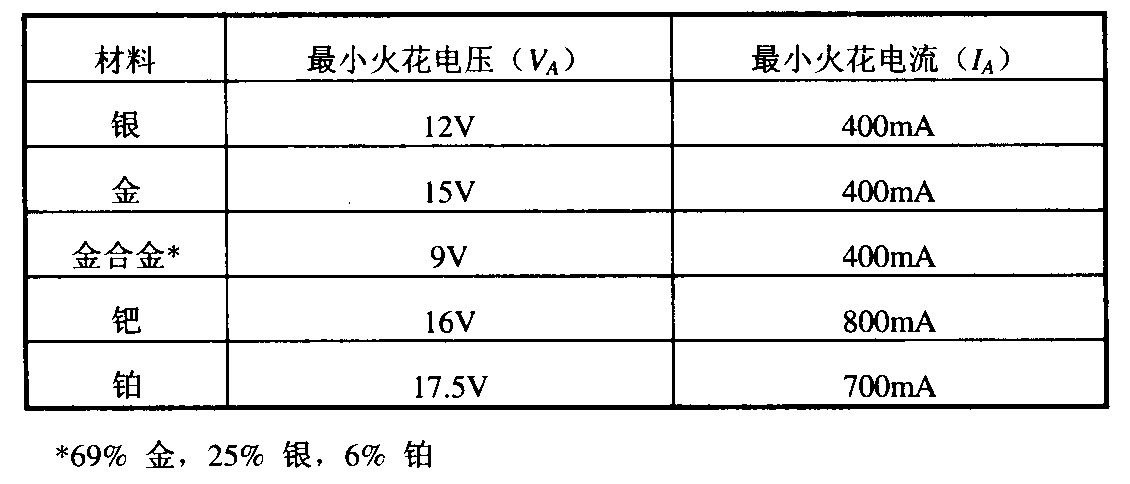 材料 最小火花电压（VA） 最小火花电流（IA）
银 12V 400mA
金 15V 400mA
金合金* 9V 400mA
钯 16V 800mA
铂 17.5V 700mA
*69% 金，25% 银，6% 铂